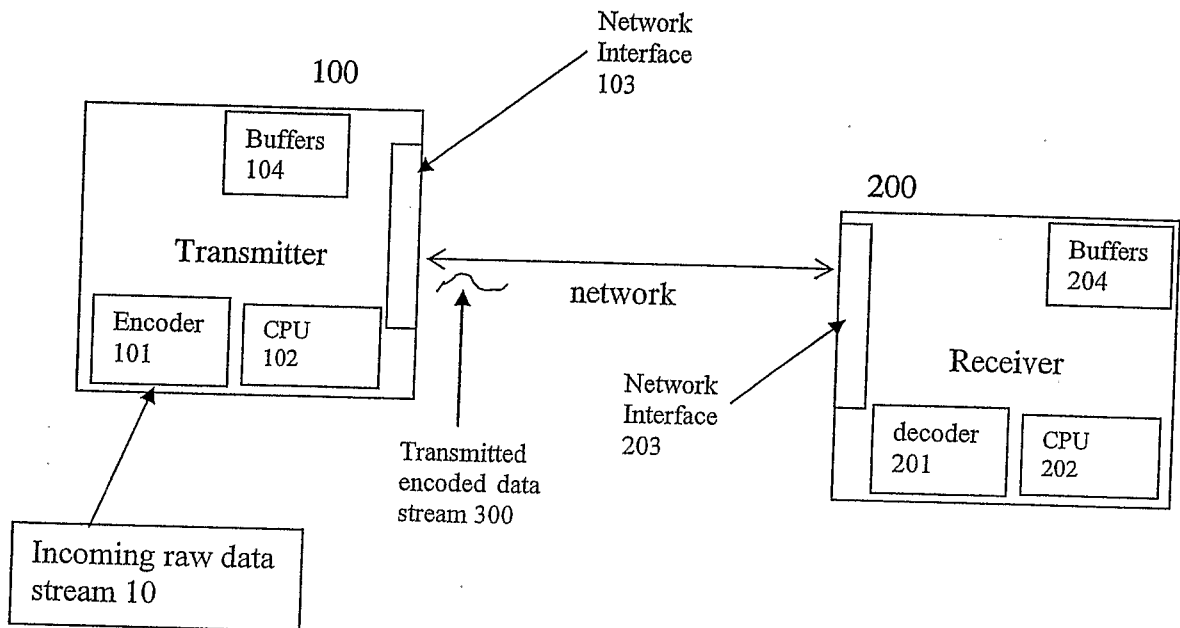 Network
Interface
103
100
Buffers
104
200
Transmitter
Buffers
204
network
Encoder
101
CPU
102
Receiver
Network
Interface
203
Transmitted
encoded data
stream 300
decoder
201
CPU
202
Incoming raw data
stream 10